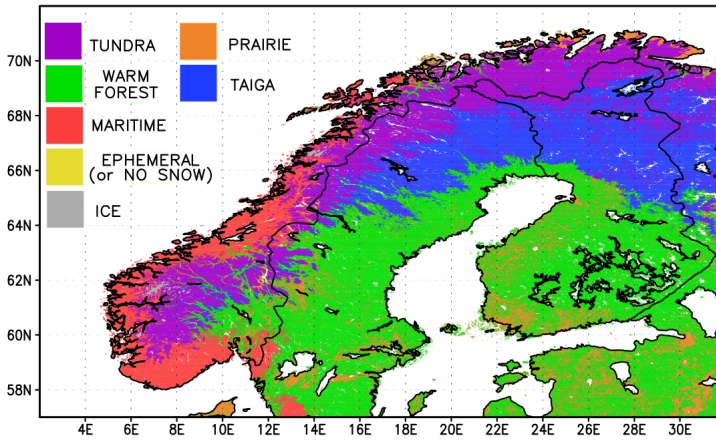 TUNDRA
PRAIRIE
WARM
FOREST
TAIGA
MARITIME
EPHEMERAL
(or NO SNOW)
ICE
70N
68N
66N
64N
62N
60N
58N
4E 6E 8E 10E 12E 14E 16E 18E 20E 22E 24E 26E 28E 30E